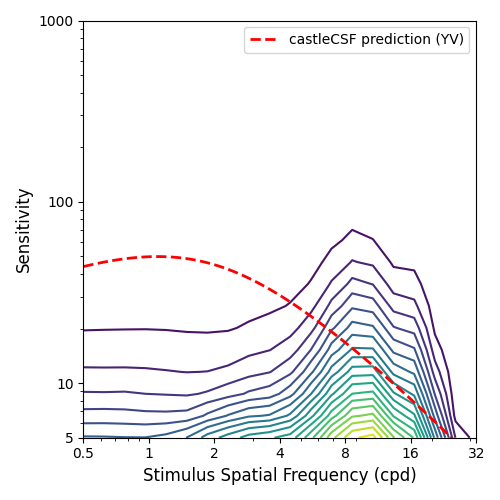 castleCSF prediction (YV)
1000
100
10
5
Sensitivity
0.5 1 2 4 8 16 32
Stimulus Spatial Frequency (cpd)